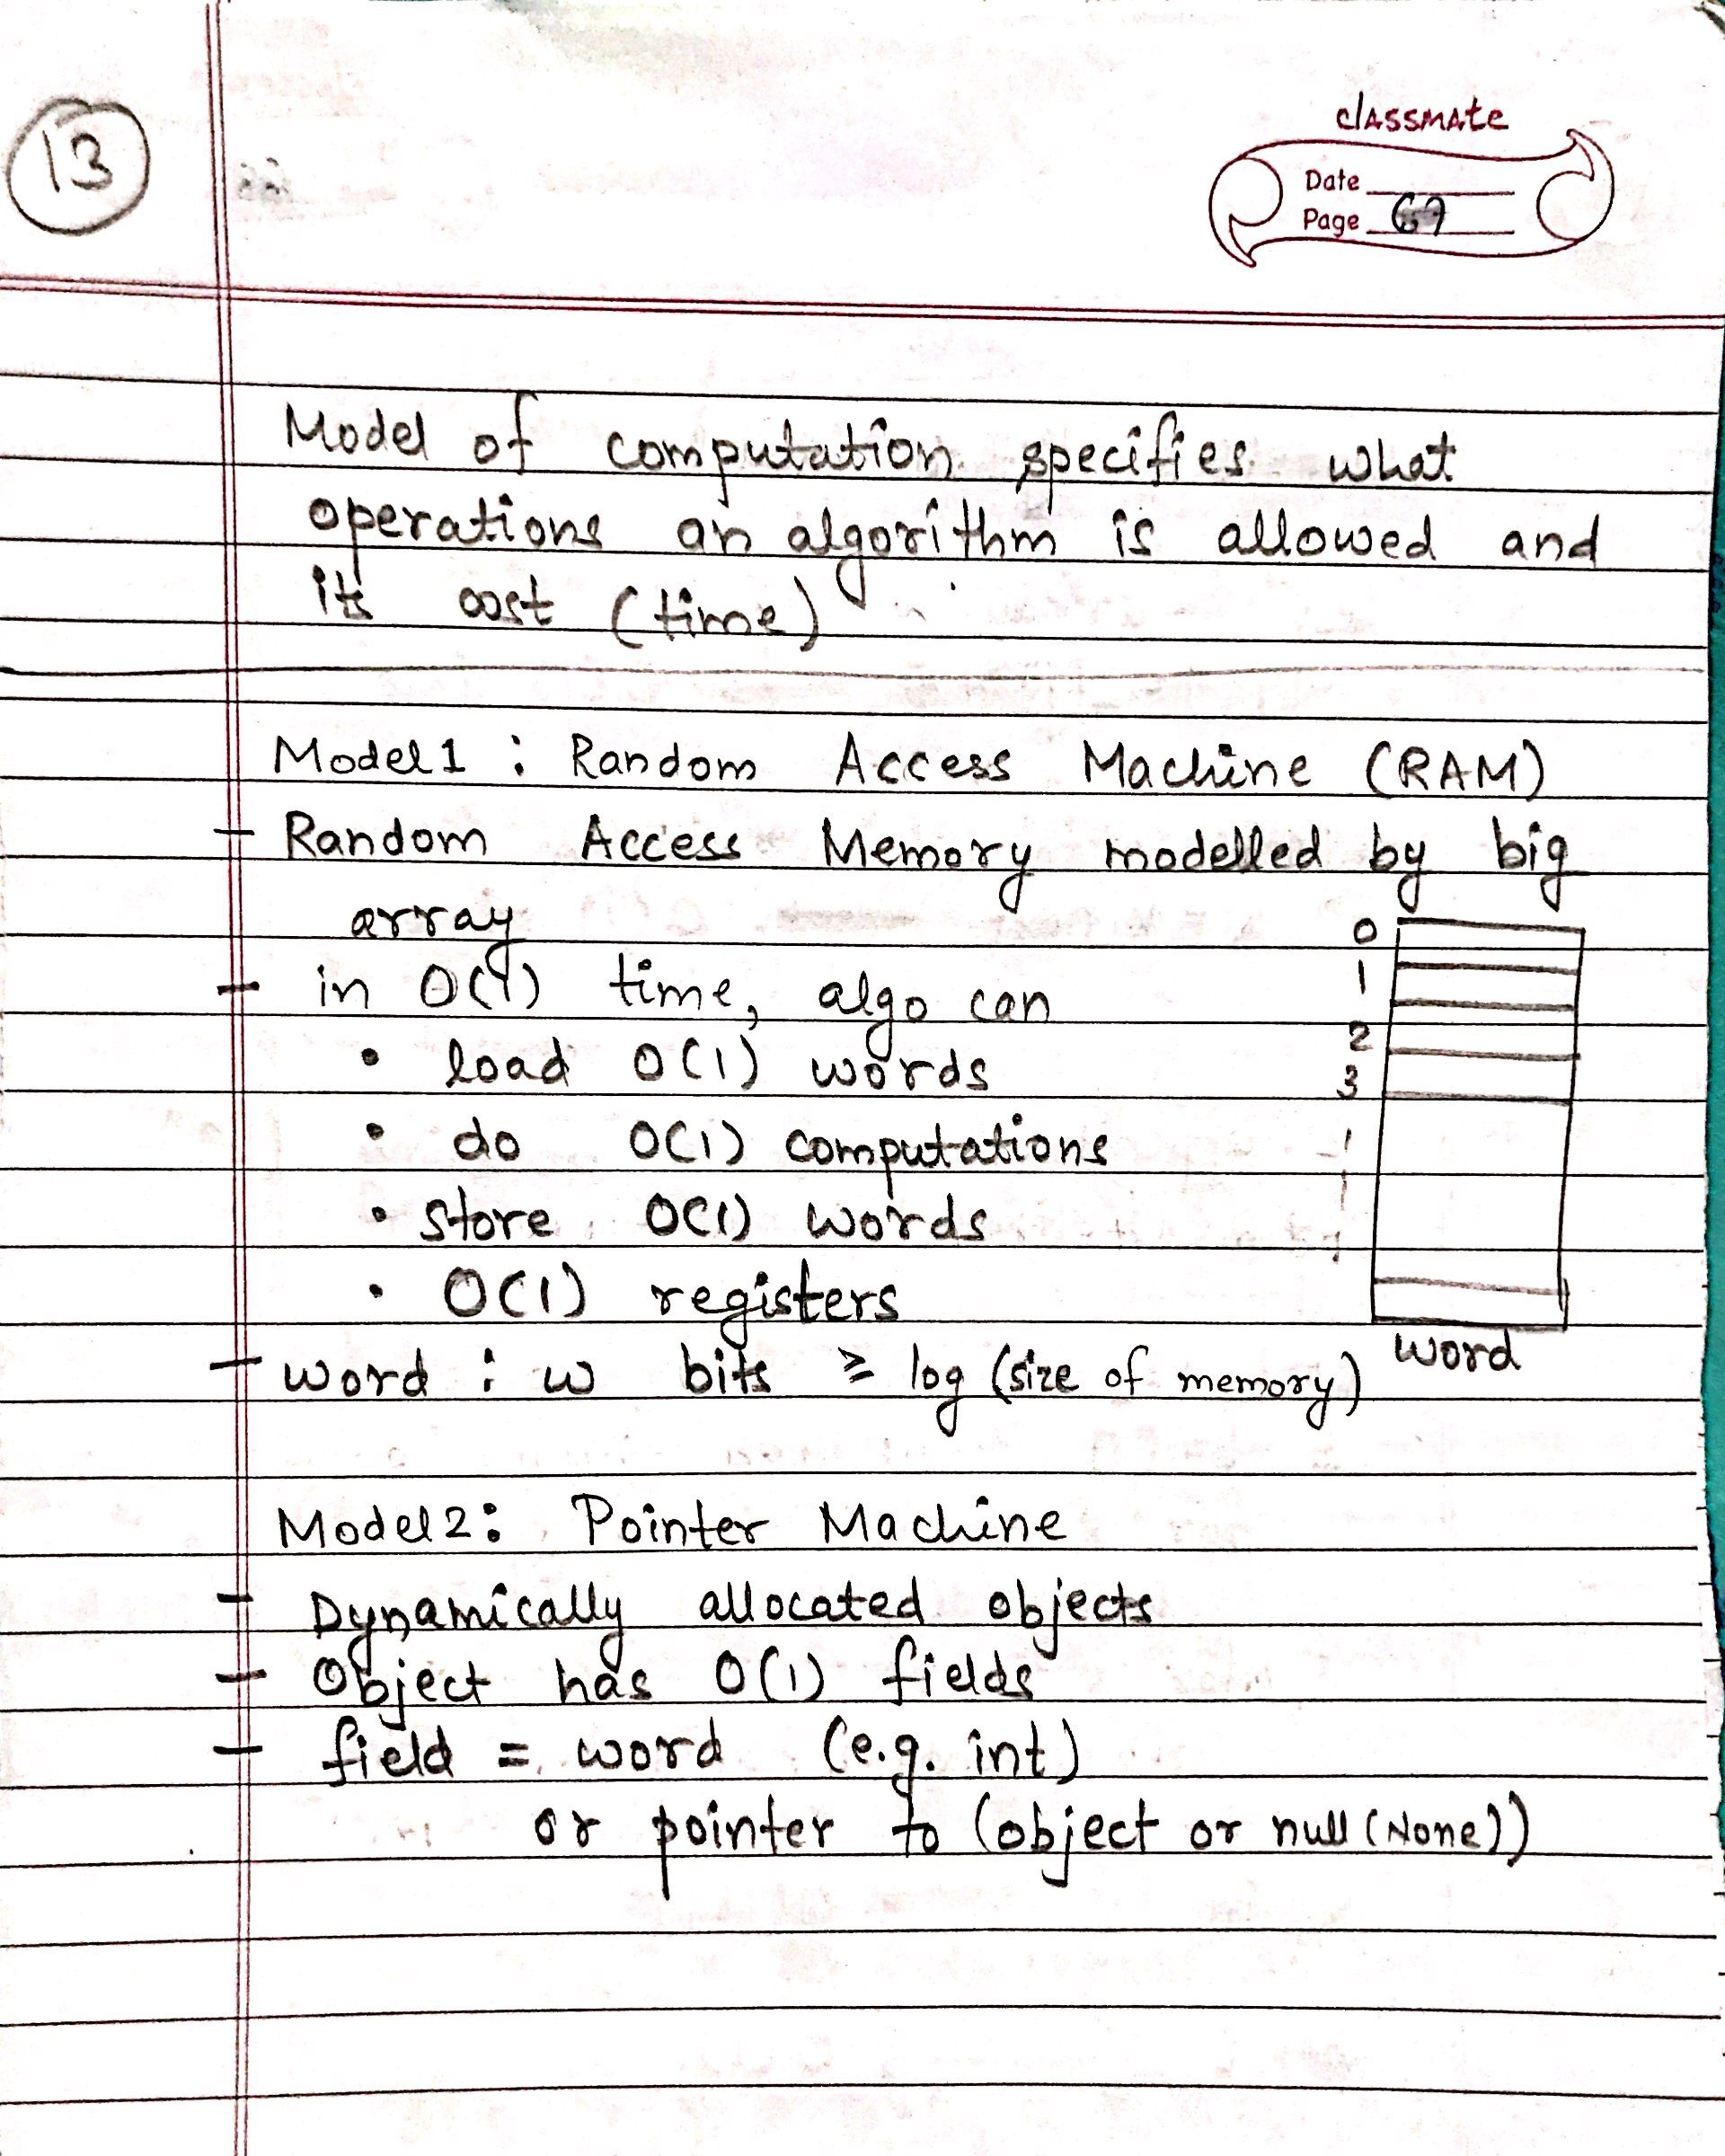 13
classmate
Date
Page 67
Model of computation specifies what
operations an algorithm is allowed and
its cost (time)
Model 1 : Random Access Machine (RAM)
- Random Access Memory modelled by big
array
- in O(1) time, algo can
• load O(1) words
• do O(1) computations
• store O(1) words
• O(1) registers
- word : w bits ≥ log (size of memory)
0
1
2
3
word
Model 2: Pointer Machine
- Dynamically allocated objects
- Object has O(1) fields
- field = word (e.g. int)
or pointer to (object or null (None))